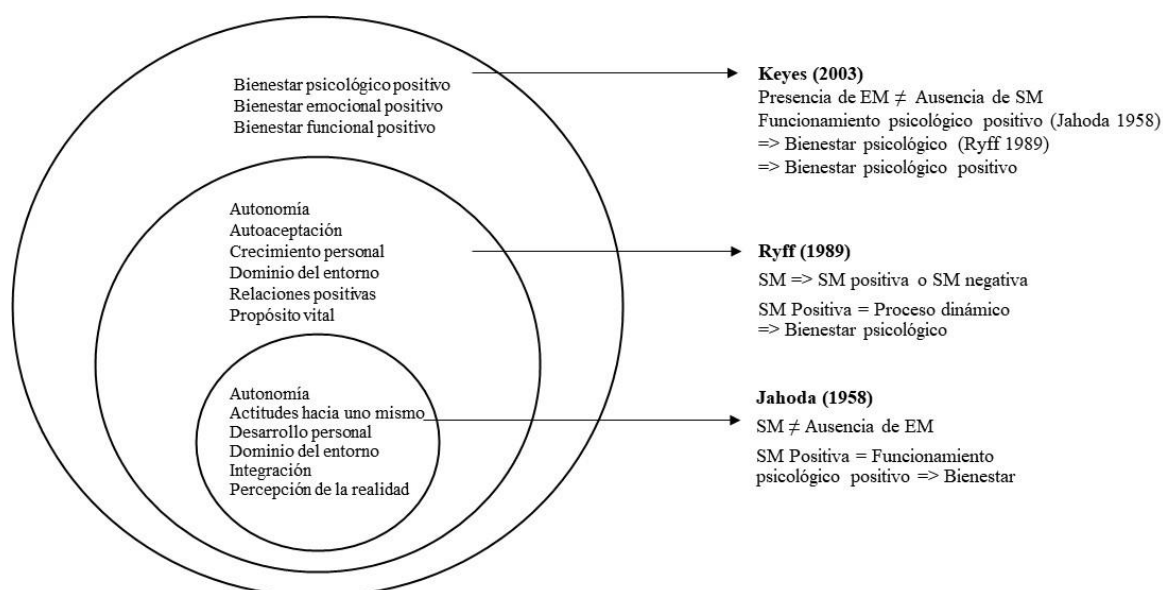 Bienestar psicológico positivo
Bienestar emocional positivo
Bienestar funcional positivo
Keyes (2003)
Presencia de EM ≠ Ausencia de SM
Funcionamiento psicológico positivo (Jahoda 1958)
=> Bienestar psicológico (Ryff 1989)
=> Bienestar psicológico positivo
Autonomía
Autoaceptación
Crecimiento personal
Dominio del entorno
Relaciones positivas
Propósito vital
Ryff (1989)
SM => SM positiva o SM negativa
SM Positiva = Proceso dinámico
=> Bienestar psicológico
Autonomía
Actitudes hacia uno mismo
Desarrollo personal
Dominio del entorno
Integración
Percepción de la realidad
Jahoda (1958)
SM ≠ Ausencia de EM
SM Positiva = Funcionamiento
psicológico positivo => Bienestar